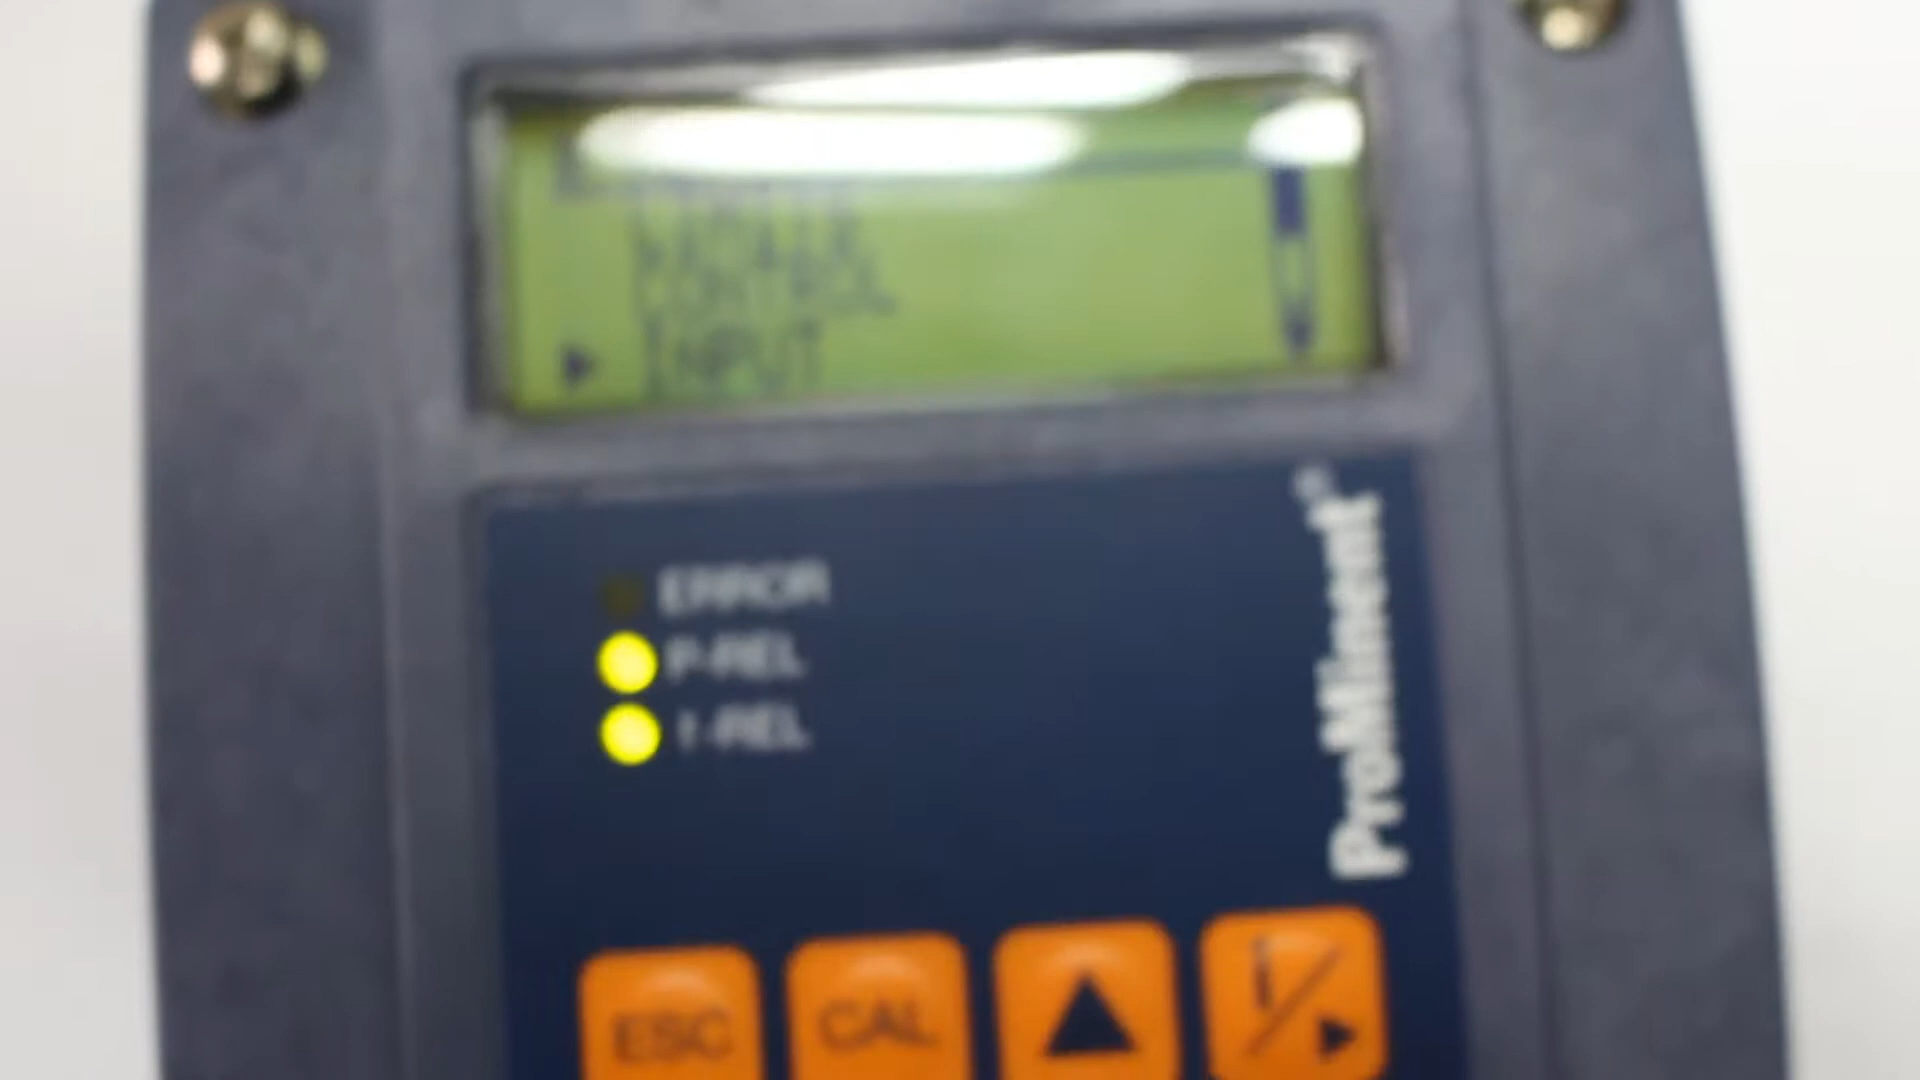 CONTROL
INPUT
ERROR
P-REL
ProMinent®
ESC
CAL
i